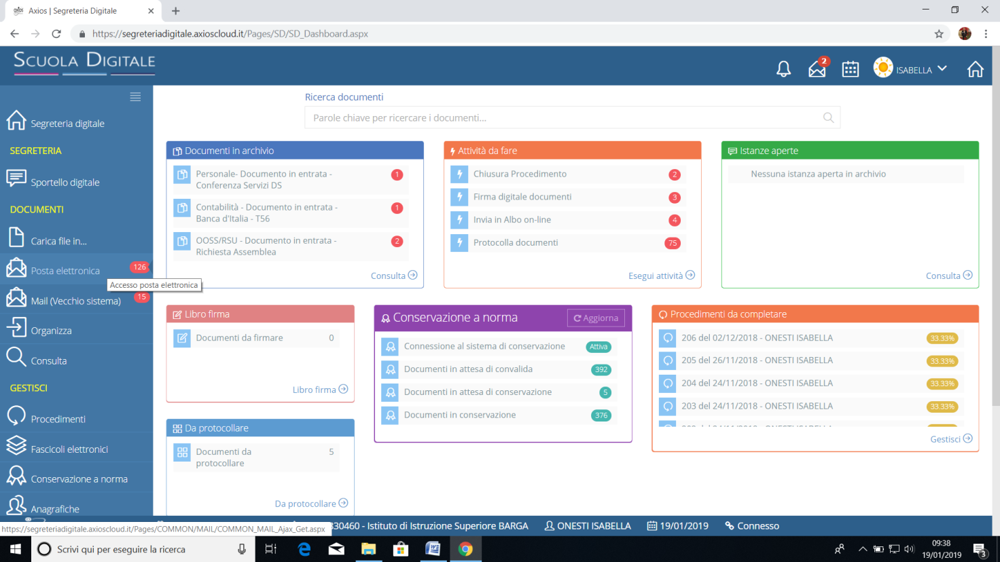 axios Axios | Segreteria Digitale
https://segreteriadigitale.axioscloud.it/Pages/SD/SD_Dashboard.aspx
SCUOLA DIGITALE
2
ISABELLA
Segreteria digitale
SEGRETERIA
Sportello digitale
DOCUMENTI
Carica file in...
Posta elettronica 126
Accesso posta elettronica
Mail (Vecchio sistema) 15
Organizza
Consulta
GESTISCI
Procedimenti
Fascicoli elettronici
Conservazione a norma
Anagrafiche
Ricerca documenti
Parole chiave per ricercare i documenti...
Documenti in archivio
Personale- Documento in entrata - 1
Conferenza Servizi DS
Contabilità - Documento in entrata - 1
Banca d'Italia - T56
OOSS/RSU - Documento in entrata - 2
Richiesta Assemblea
Consulta
Attività da fare
Chiusura Procedimento 2
Firma digitale documenti 3
Invia in Albo on-line 4
Protocolla documenti 75
Esegui attività
Istanze aperte
Nessuna istanza aperta in archivio
Consulta
Libro firma
Documenti da firmare 0
Libro firma
Da protocollare
Documenti da 5
protocollare
Da protocollare
Conservazione a norma Aggiorna
Connessione al sistema di conservazione Attiva
Documenti in attesa di convalida 392
Documenti in attesa di conservazione 5
Documenti in conservazione 376
Procedimenti da completare
206 del 02/12/2018 - ONESTI ISABELLA 33.33%
205 del 26/11/2018 - ONESTI ISABELLA 33.33%
204 del 24/11/2018 - ONESTI ISABELLA 33.33%
203 del 24/11/2018 - ONESTI ISABELLA 33.33%
Gestisci
https://segreteriadigitale.axioscloud.it/Pages/COMMON/MAIL/COMMON_MAIL_Ajax_Get.aspx
30460 - Istituto di Istruzione Superiore BARGA ONESTI ISABELLA 19/01/2019 Connesso
Scrivi qui per eseguire la ricerca
09:38
19/01/2019
3